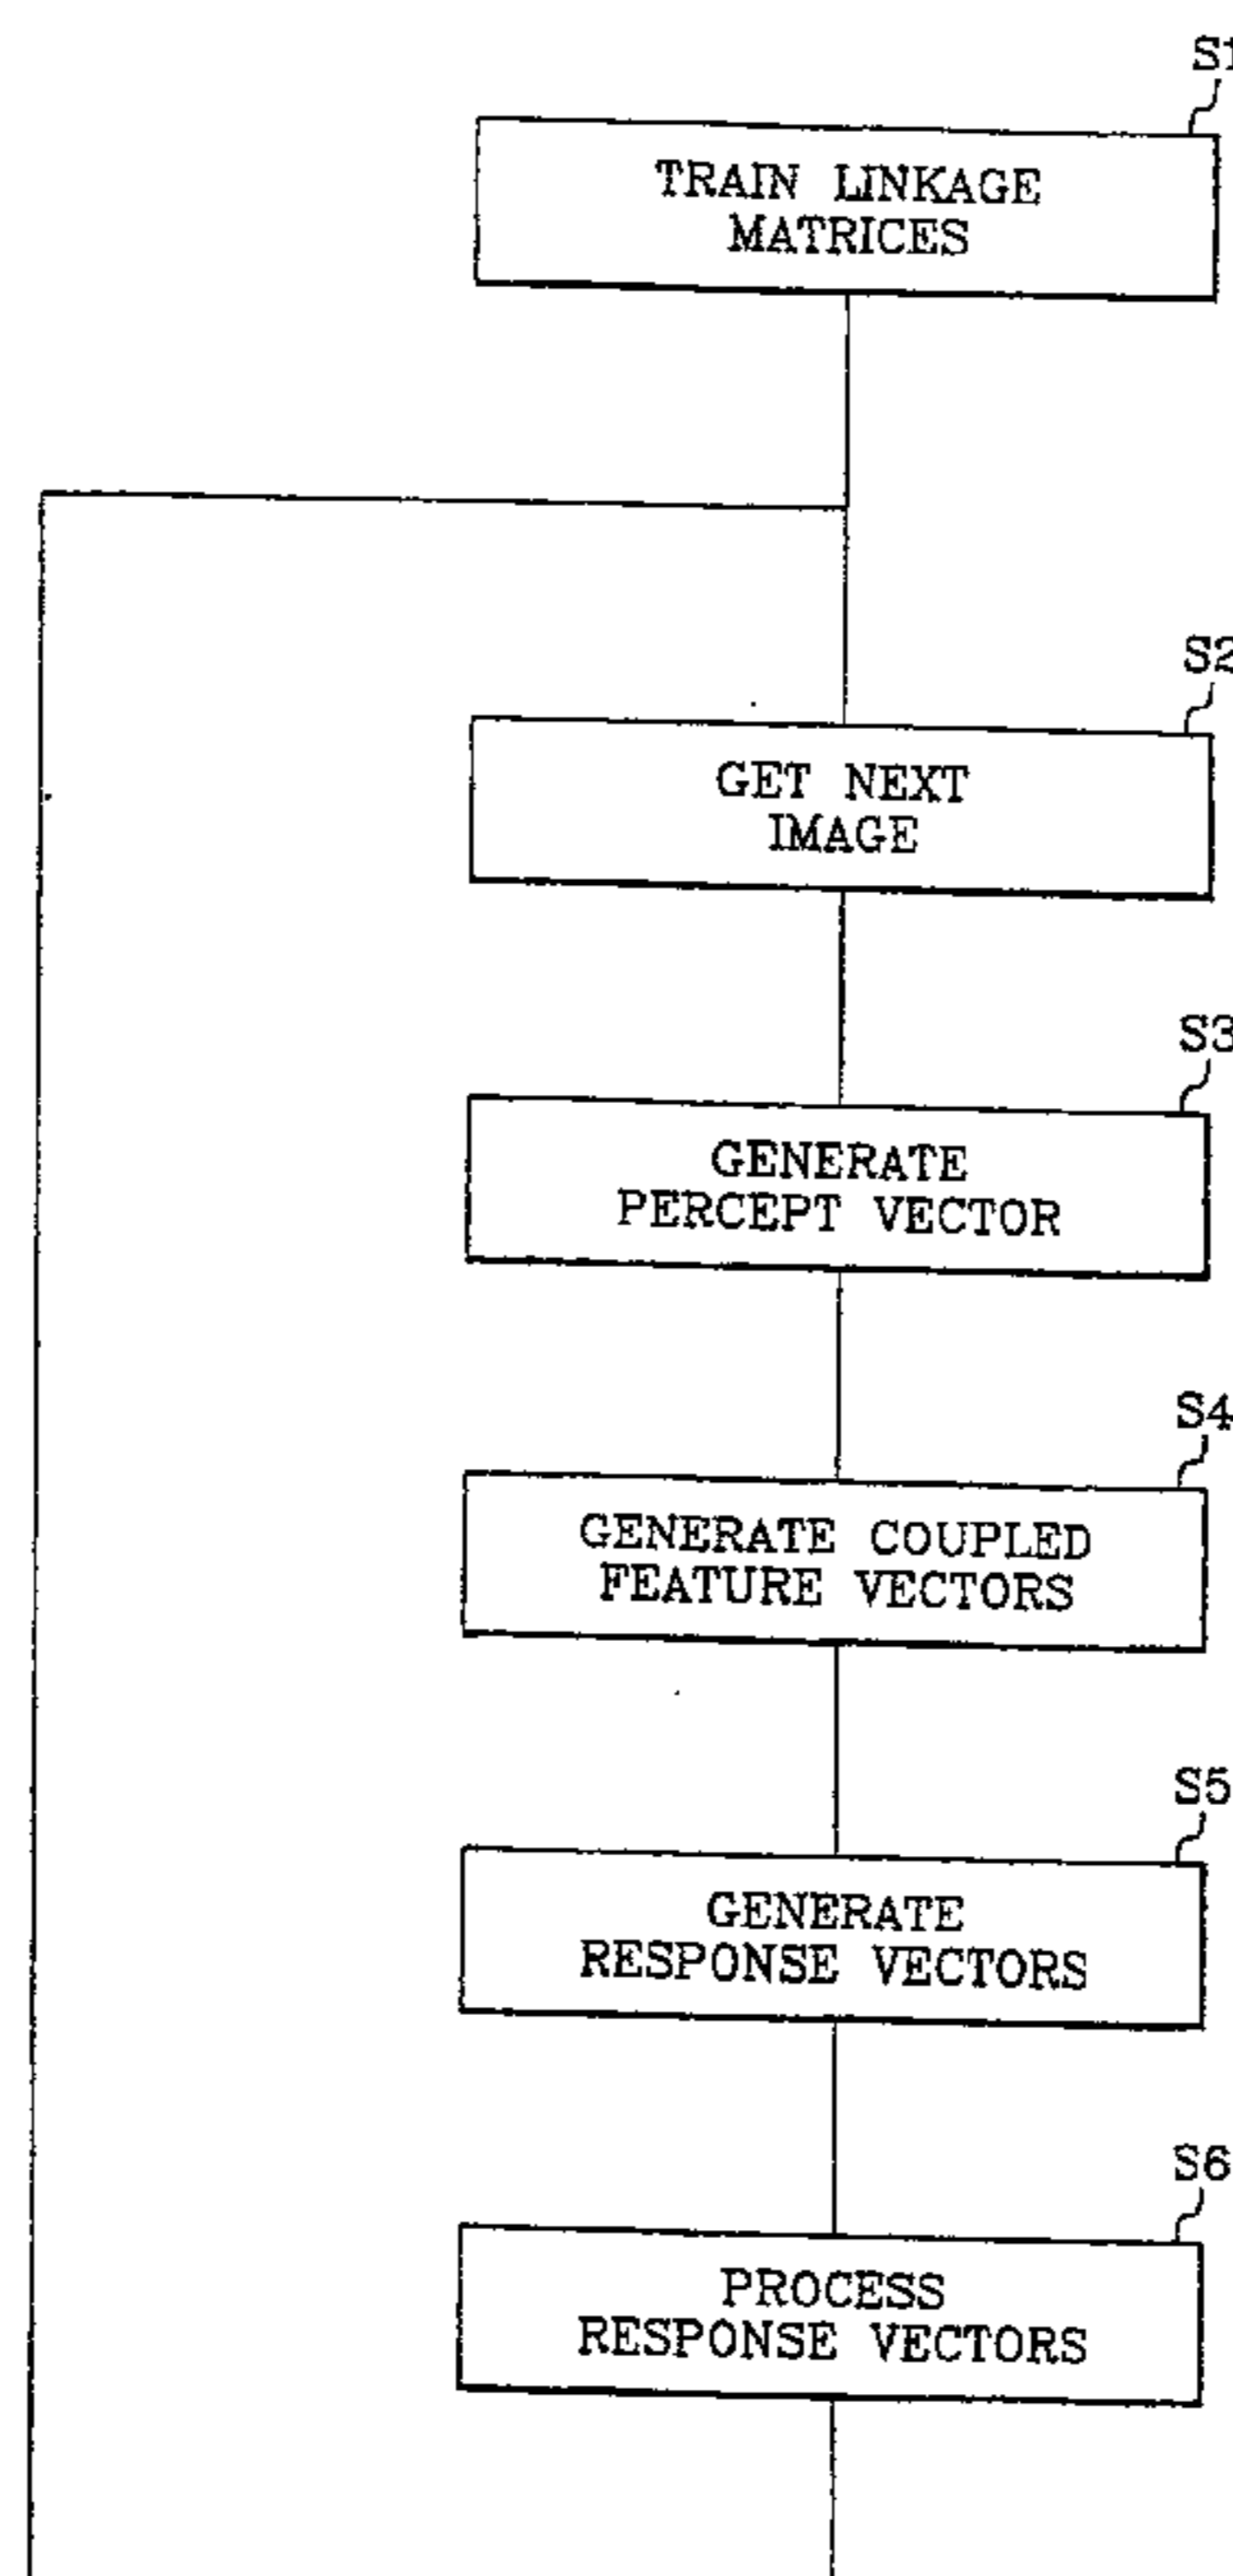 S1
TRAIN LINKAGE
MATRICES
S2
GET NEXT
IMAGE
S3
GENERATE
PERCEPT VECTOR
S4
GENERATE COUPLED
FEATURE VECTORS
S5
GENERATE
RESPONSE VECTORS
S6
PROCESS
RESPONSE VECTORS